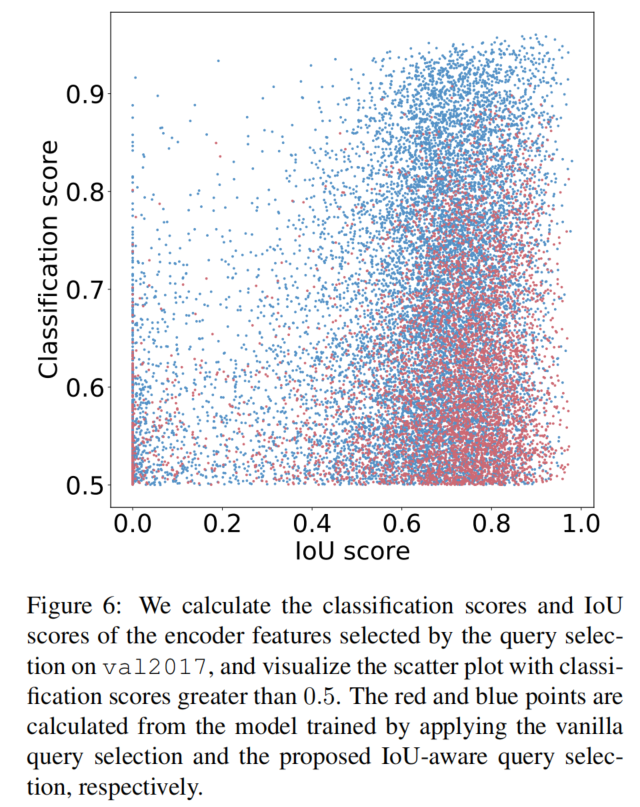 0.9
0.8
0.7
0.6
0.5
Classification score
0.0 0.2 0.4 0.6 0.8 1.0
IoU score
Figure 6: We calculate the classification scores and IoU
scores of the encoder features selected by the query selec-
tion on val2017, and visualize the scatter plot with classi-
fication scores greater than 0.5. The red and blue points are
calculated from the model trained by applying the vanilla
query selection and the proposed IoU-aware query selec-
tion, respectively.